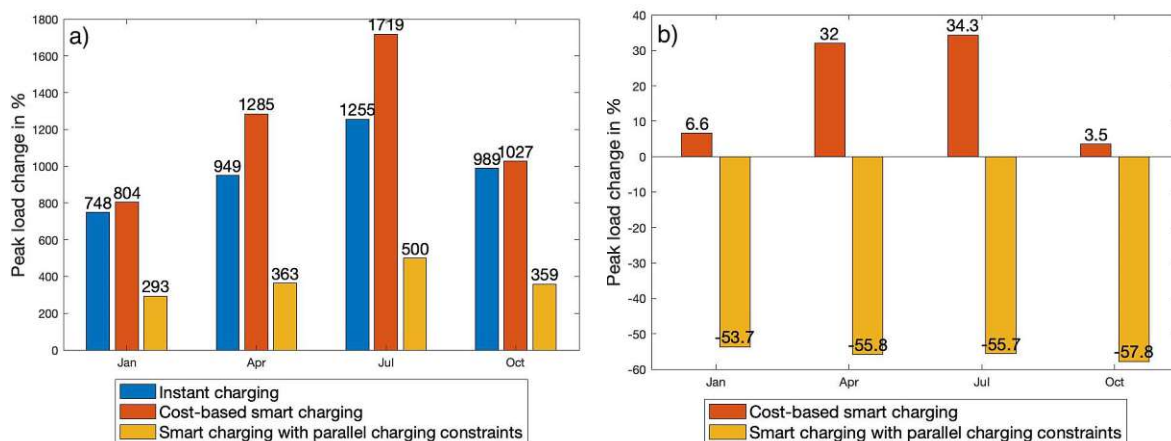 a)
Peak load change in %
1800
1600
1400
1200
1000
800
600
400
200
0
748
804
293
949
1285
363
1255
1719
500
989
1027
359
Jan
Apr
Jul
Oct
Instant charging
Cost-based smart charging
Smart charging with parallel charging constraints
b)
Peak load change in %
40
30
20
10
0
-10
-20
-30
-40
-50
-60
6.6
-53.7
32
-55.8
34.3
-55.7
3.5
-57.8
Jan
Apr
Jul
Oct
Cost-based smart charging
Smart charging with parallel charging constraints